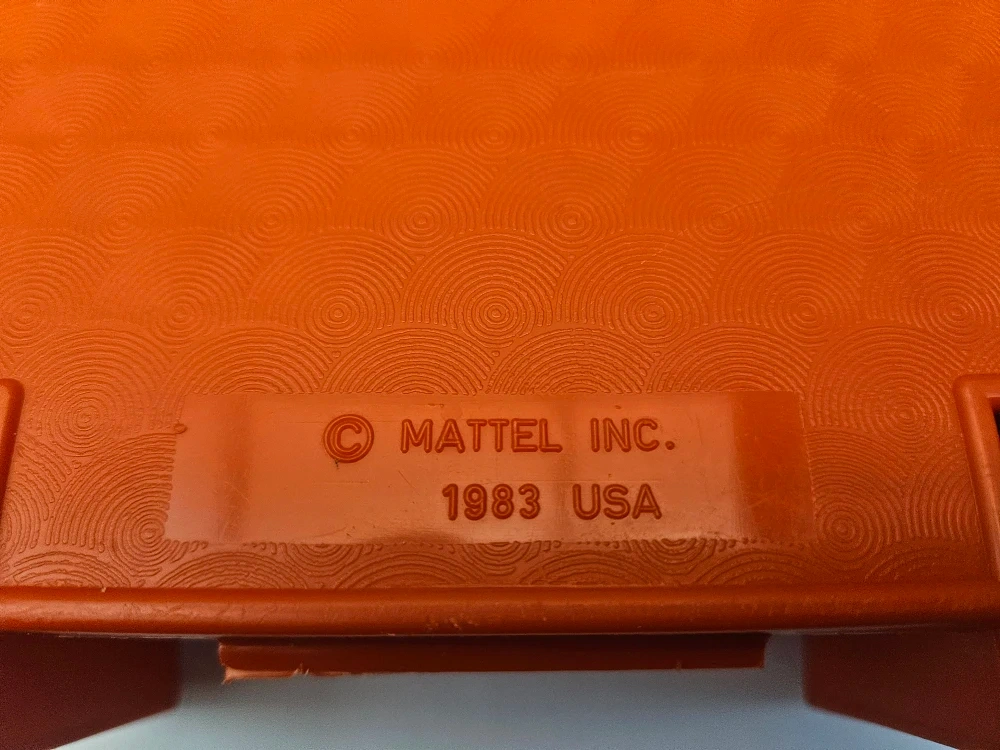 © MATTEL INC.
1983 USA